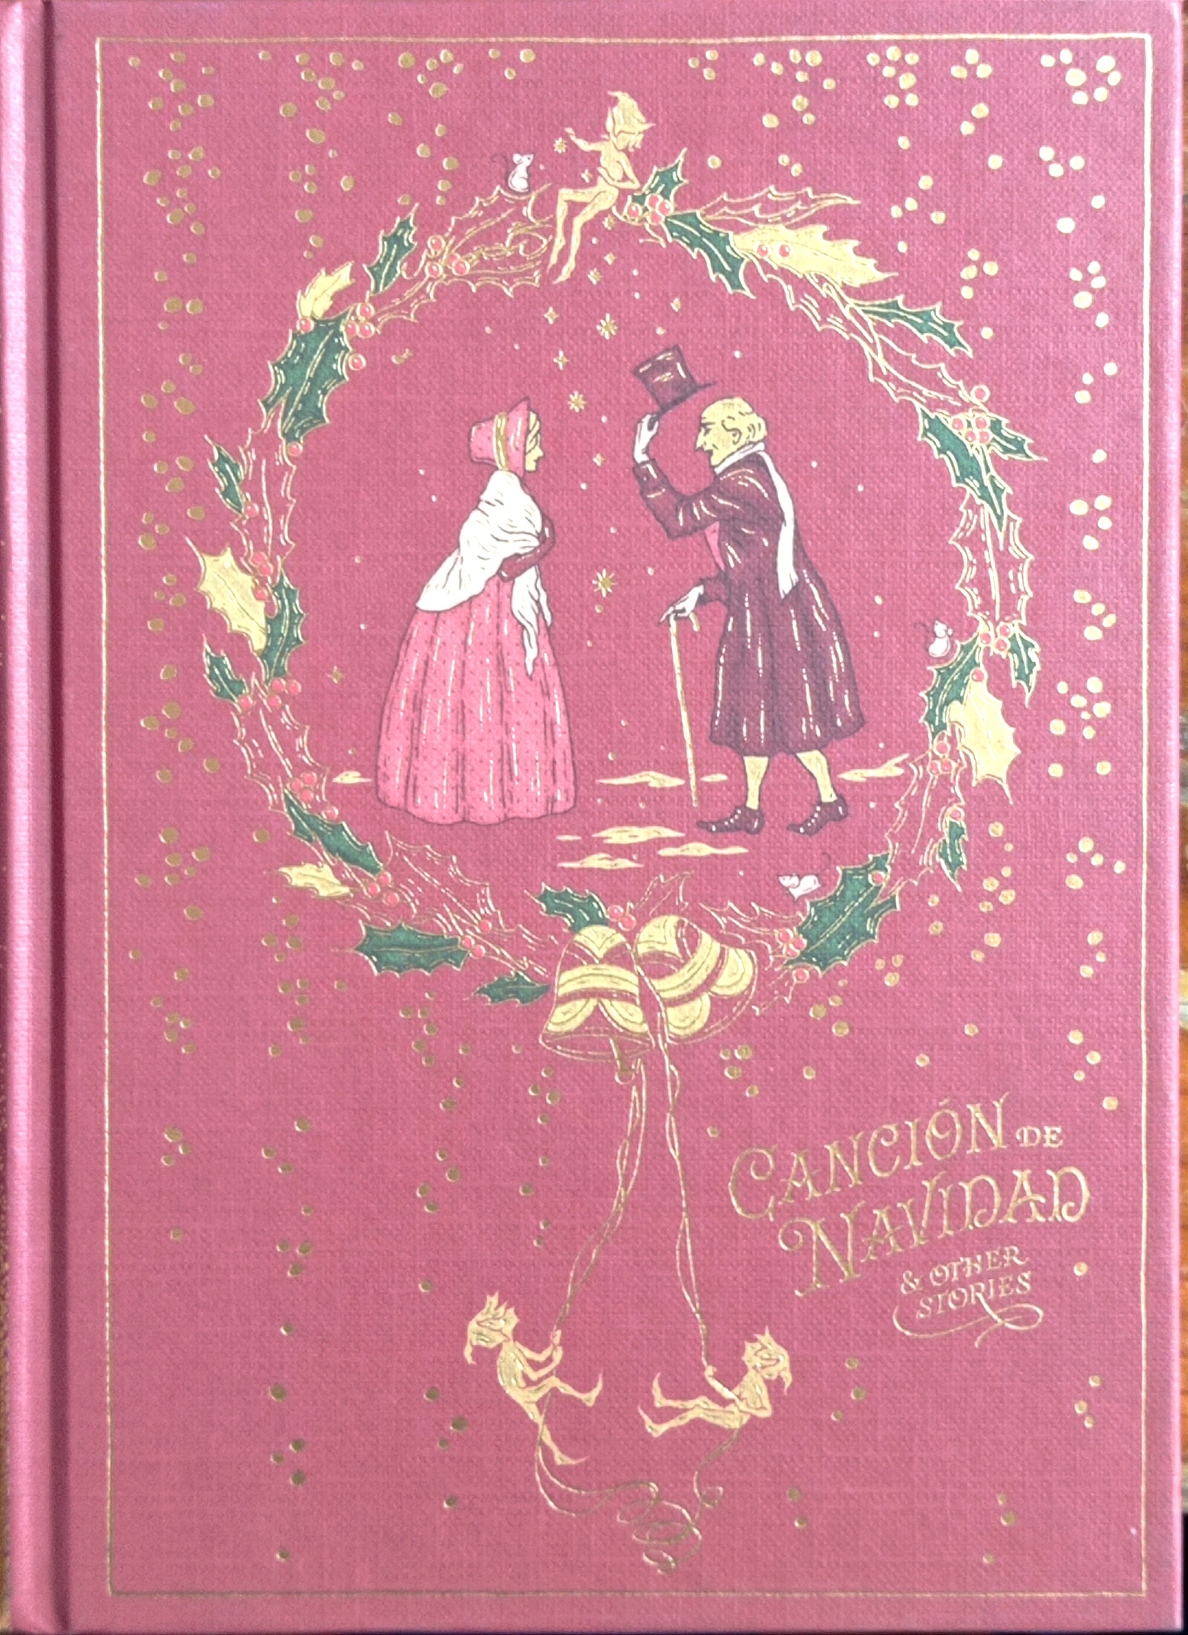 CANCIÓN DE
NAVIDAD
& OTHER
STORIES